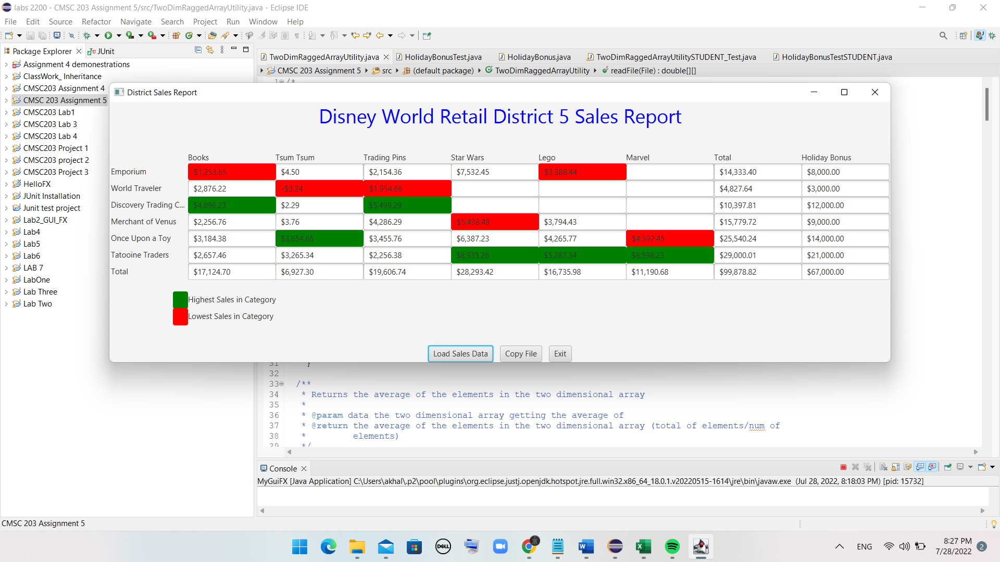 labs 2200 - CMSC 203 Assignment 5/src/TwoDimRaggedArrayUtility.java - Eclipse IDE
File Edit Source Refactor Navigate Search Project Run Window Help
Package Explorer JUnit
Assignment 4 demonestrations
ClassWork_ Inheritance
CMSC203 Assignment 4
CMSC 203 Assignment 5
CMSC203 Lab1
CMSC203 Lab 3
CMSC203 Lab 4
CMSC203 Project 1
CMSC203 project 2
CMSC203 Project 3
HelloFX
JUnit Installation
Junit test project
Lab2_GUI_FX
Lab4
Lab5
Lab6
LAB 7
LabOne
Lab Three
Lab Two
TwoDimRaggedArrayUtility.java HolidayBonusTest.java HolidayBonus.java TwoDimRaggedArrayUtilitySTUDENT_Test.java HolidayBonusTestSTUDENT.java
CMSC 203 Assignment 5 src (default package) TwoDimRaggedArrayUtility readFile(File) : double[][]
1 /*
District Sales Report
Disney World Retail District 5 Sales Report
Books Tsum Tsum Trading Pins Star Wars Lego Marvel Total Holiday Bonus
Emporium $1,253.65 $4.50 $2,154.36 $7,532.45 $3,388.44 $14,333.40 $8,000.00
World Traveler $2,876.22 -$3.24 $1,954.66 $4,827.64 $3,000.00
Discovery Trading C... $4,896.23 $2.29 $5,499.29 $10,397.81 $12,000.00
Merchant of Venus $2,256.76 $3.76 $4,286.29 $5,438.48 $3,794.43 $15,779.72 $9,000.00
Once Upon a Toy $3,184.38 $3,654.65 $3,455.76 $6,387.23 $4,265.77 $4,592.45 $25,540.24 $14,000.00
Tatooine Traders $2,657.46 $3,265.34 $2,256.38 $8,935.26 $5,287.34 $6,598.23 $29,000.01 $21,000.00
Total $17,124.70 $6,927.30 $19,606.74 $28,293.42 $16,735.98 $11,190.68 $99,878.82 $67,000.00
Highest Sales in Category
Lowest Sales in Category
Load Sales Data Copy File Exit
31 }
32
33 /**
34 * Returns the average of the elements in the two dimensional array
35 *
36 * @param data the two dimensional array getting the average of
37 * @return the average of the elements in the two dimensional array (total of elements/num of
38 * elements)
39 */
Console
MyGuiFX [Java Application] C:\Users\akhal\.p2\pool\plugins\org.eclipse.justj.openjdk.hotspot.jre.full.win32.x86_64_18.0.1.v20220515-1614\jre\bin\javaw.exe (Jul 28, 2022, 8:18:03 PM) [pid: 15732]
CMSC 203 Assignment 5
DELL
ENG
8:27 PM
7/28/2022
2